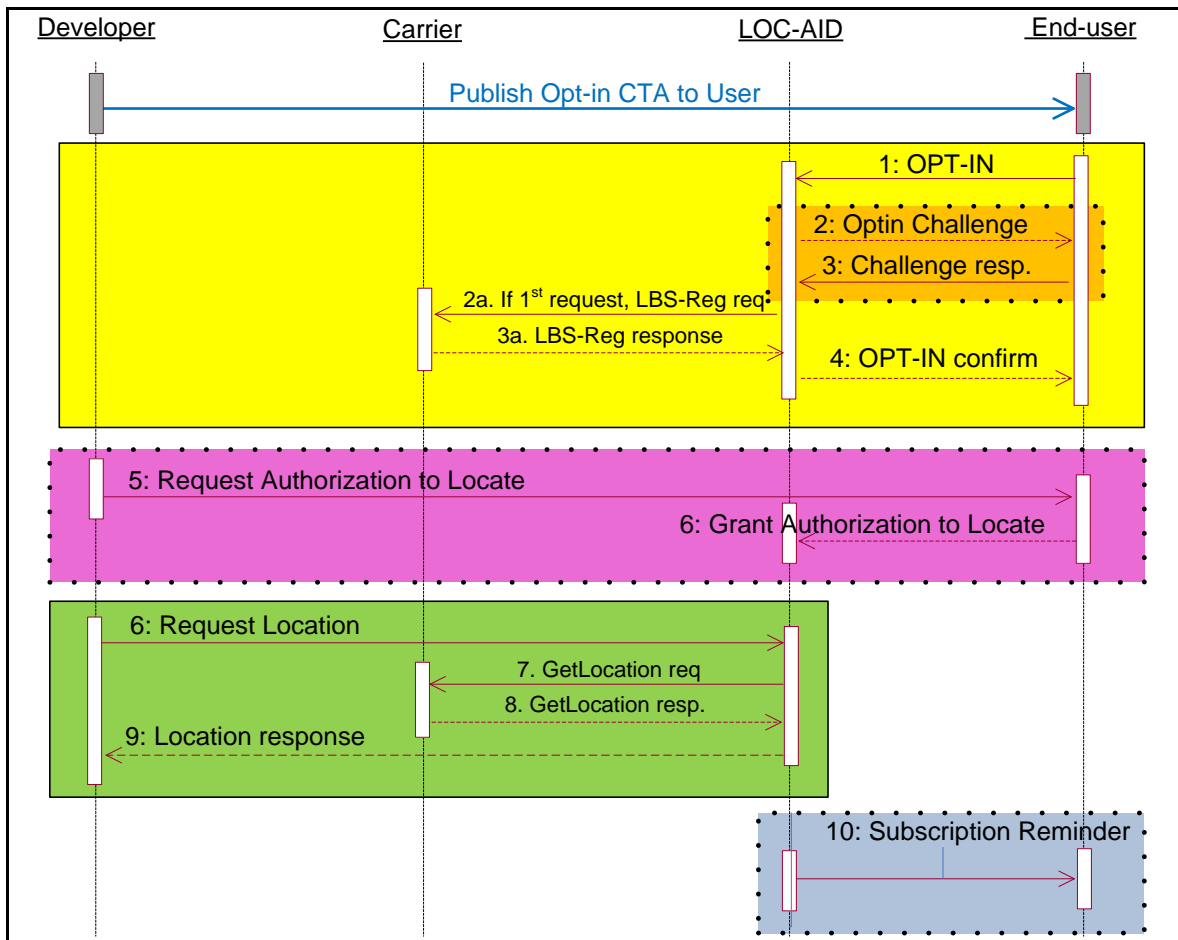 Developer
Carrier
LOC-AID
End-user
Publish Opt-in CTA to User
1: OPT-IN
2: Optin Challenge
3: Challenge resp.
2a. If 1st request, LBS-Reg req
3a. LBS-Reg response
4: OPT-IN confirm
5: Request Authorization to Locate
6: Grant Authorization to Locate
6: Request Location
7. GetLocation req
8. GetLocation resp.
9: Location response
10: Subscription Reminder